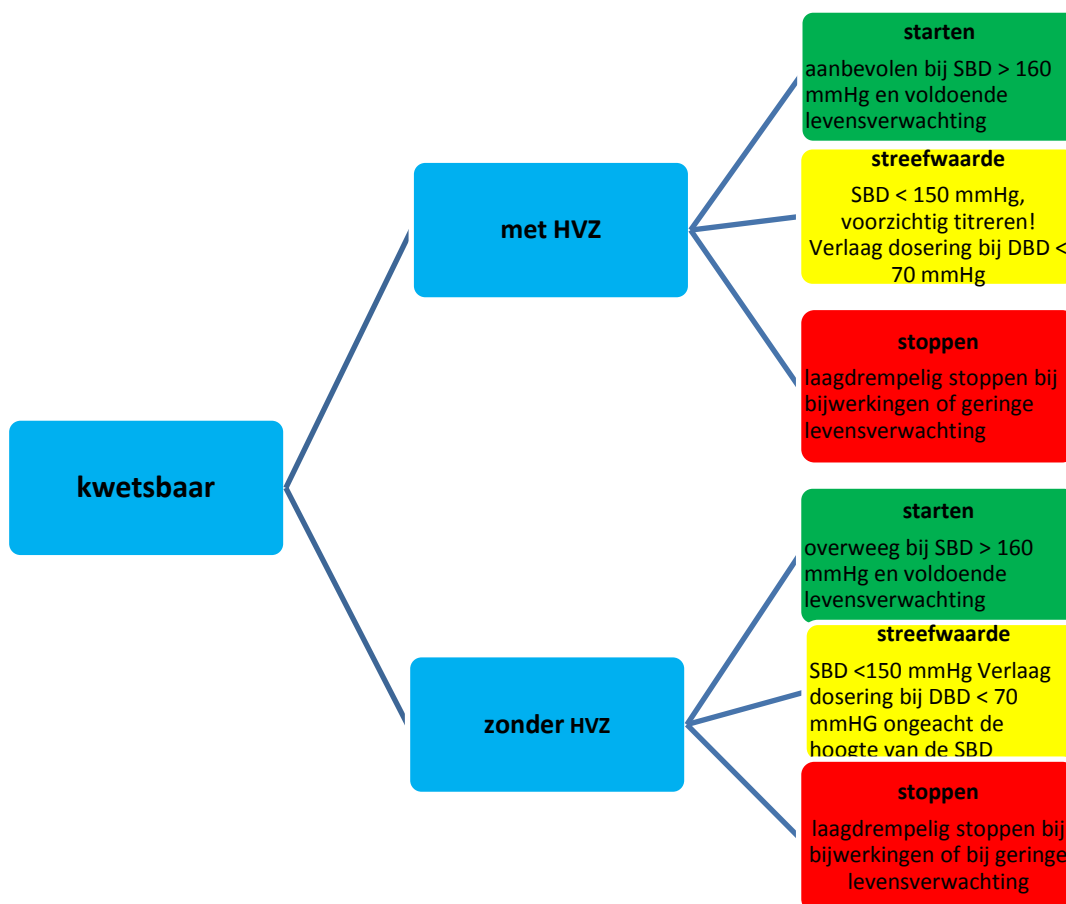 kwetsbaar
met HVZ
starten
aanbevolen bij SBD > 160
mmHg en voldoende
levensverwachting
streefwaarde
SBD < 150 mmHg,
voorzichtig titreren!
Verlaag dosering bij DBD <
70 mmHg
stoppen
laagdrempelig stoppen bij
bijwerkingen of geringe
levensverwachting
zonder HVZ
starten
overweeg bij SBD > 160
mmHg en voldoende
levensverwachting
streefwaarde
SBD <150 mmHg Verlaag
dosering bij DBD < 70
mmHG ongeacht de
hoogte van de SBD
stoppen
laagdrempelig stoppen bij
bijwerkingen of bij geringe
levensverwachting